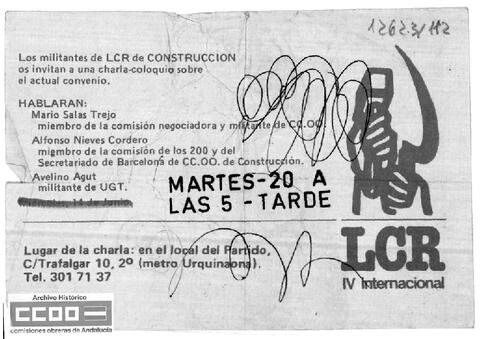 12623/112
Los militantes de LCR de CONSTRUCCION
os invitan a una charla-coloquio sobre
el actual convenio.
HABLARAN:
Mario Salas Trejo
miembro de la comisión negociadora y militante de CC.OO.
Alfonso Nieves Cordero
migembro de la comisión de los 200 y del
Secretariado de Barcelona de CC.OO. de Construcción.
Avelino Agut
militante de UGT.
Miércoles, 14 de Junio
MARTES-20 A
LAS 5 -TARDE
Lugar de la charla: en el local del Partido,
C/Trafalgar 10, 2º (metro Urquinaona).
Tel. 301 71 37
LCR
IV Internacional
Archivo Histórico
CCOO
comisiones obreras de Andalucía